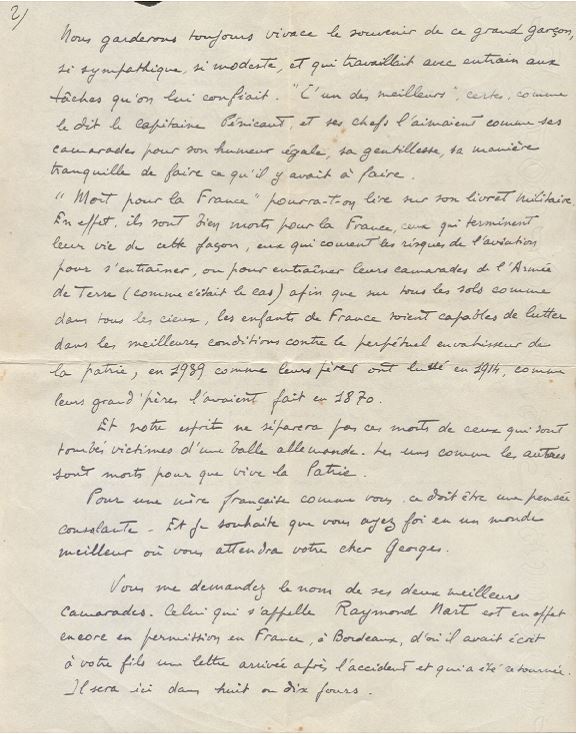 2/
Nous garderons toujours vivace le souvenir de ce grand garçon,
si sympathique, si modeste, et qui travaillait avec entrain aux
tâches qu'on lui confiait. "C'un des meilleurs", certes, comme
le dit le capitaine Pénicaut, et ses chefs l'aimaient comme ses
camarades pour son humeur égale, sa gentillesse, sa manière
tranquille de faire ce qu'il y avait à faire.
"Mort pour la France" pourra-t-on lire sur son livret militaire.
En effet, ils sont bien morts pour la France, ceux qui terminent
leur vie de cette façon, eux qui courent les risques de l'aviation
pour s'entraîner, ou pour entraîner leurs camarades de l'Armée
de Terre (comme c'était le cas) afin que sur tous les sols comme
dans tous les cieux, les enfants de France soient capables de lutter
dans les meilleures conditions contre le perpétuel envahisseur de
la patrie, en 1939 comme leurs pères ont lutté en 1914, comme
leurs grand'pères l'avaient fait en 1870.
Et notre esprit ne séparera pas ces morts de ceux qui sont
tombés victimes d'une balle allemande. Les uns comme les autres
sont morts pour que vive la Patrie.
Pour une mère française comme vous ce doit être une pensée
consolante - Et je souhaite que vous ayez foi en un monde
meilleur où vous attendra votre cher Georges.
Vous me demandez le nom de ses deux meilleurs
camarades. Celui qui s'appelle Raymond est en effet
encore en permission en France, à Bordeaux, d'où il avait écrit
à votre fils une lettre arrivée après l'accident et qui a été retournée.
Il sera ici dans huit ou dix jours.